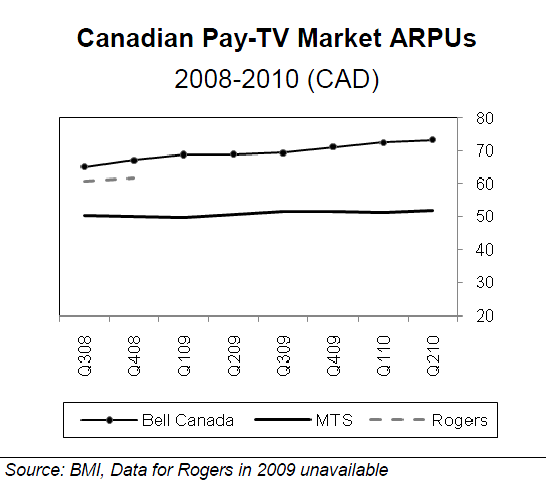 Canadian Pay-TV Market ARPUs
2008-2010 (CAD)
80
70
60
50
40
30
20
Q308
Q408
Q109
Q209
Q309
Q409
Q110
Q210
Bell Canada MTS Rogers
Source: BMI, Data for Rogers in 2009 unavailable